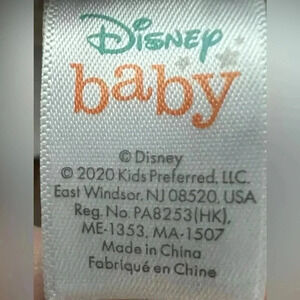 Disney
baby
© Disney
© 2020 Kids Preferred, LLC.
East Windsor, NJ 08520, USA
Reg. No. PA8253(HK),
ME-1353, MA-1507
Made in China
Fabriqué en Chine